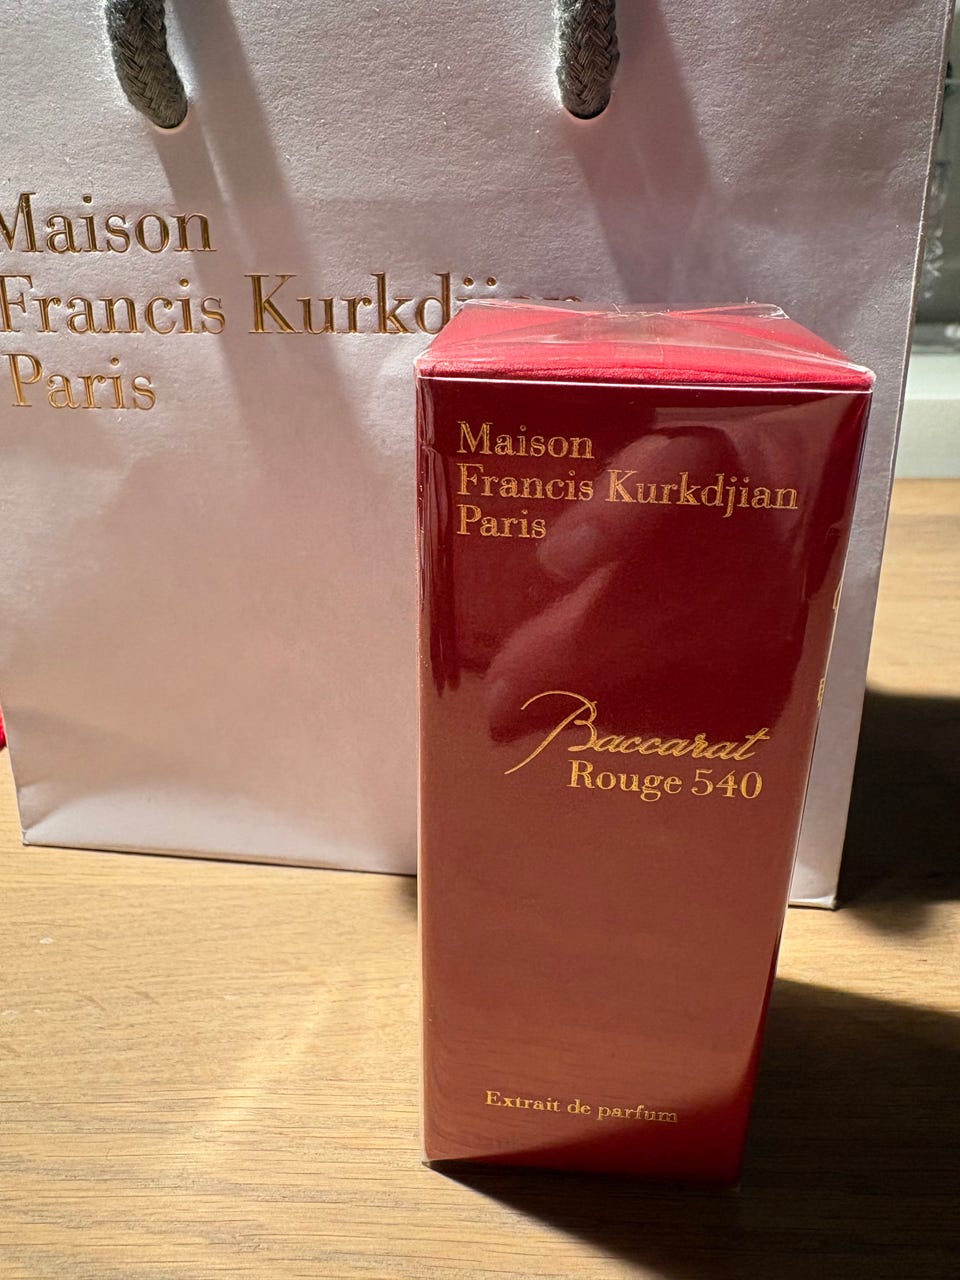 Maison
Francis Kurkdjian
Paris
Maison
Francis Kurkdjian
Paris
Baccarat
Rouge 540
Extrait de parfum